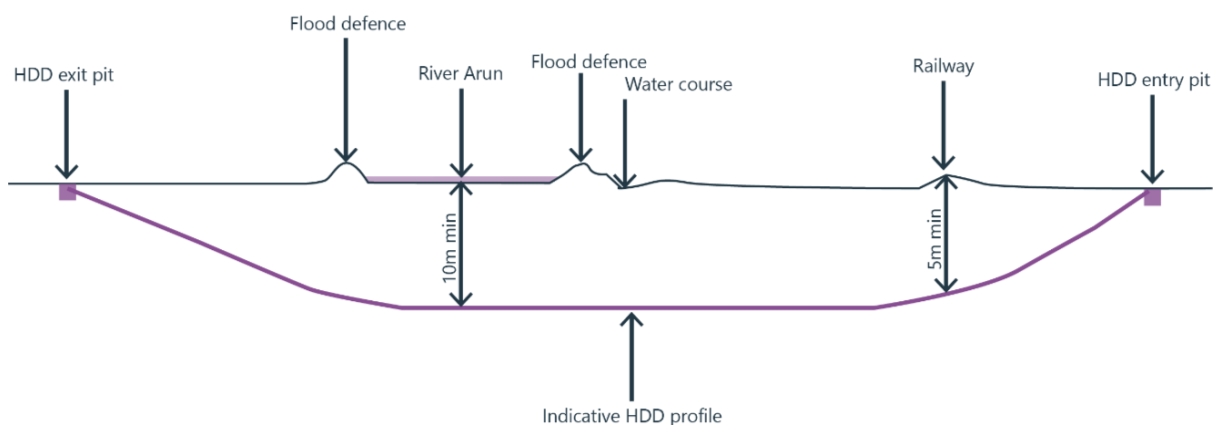 Flood defence
HDD exit pit
River Arun
Flood defence
Water course
Railway
HDD entry pit
10m min
5m min
Indicative HDD profile